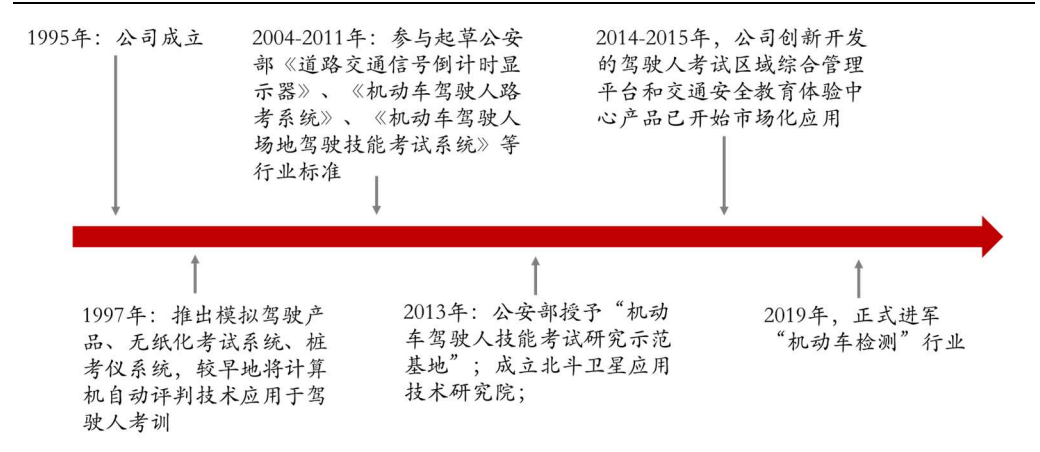 1995年：公司成立
2004-2011年：参与起草公安
部《道路交通信号倒计时显
示器》、《机动车驾驶人路
考系统》、《机动车驾驶人
场地驾驶技能考试系统》等
行业标准
2014-2015年，公司创新开发
的驾驶人考试区域综合管理
平台和交通安全教育体验中
心产品已开始市场化应用
1997年：推出模拟驾驶产
品、无纸化考试系统、桩
考仪系统，较早地将计算
机自动评判技术应用于驾
驶人考训
2013年：公安部授予“机动
车驾驶人技能考试研究示范
基地”；成立北斗卫星应用
技术研究院；
2019年，正式进军
“机动车检测”行业